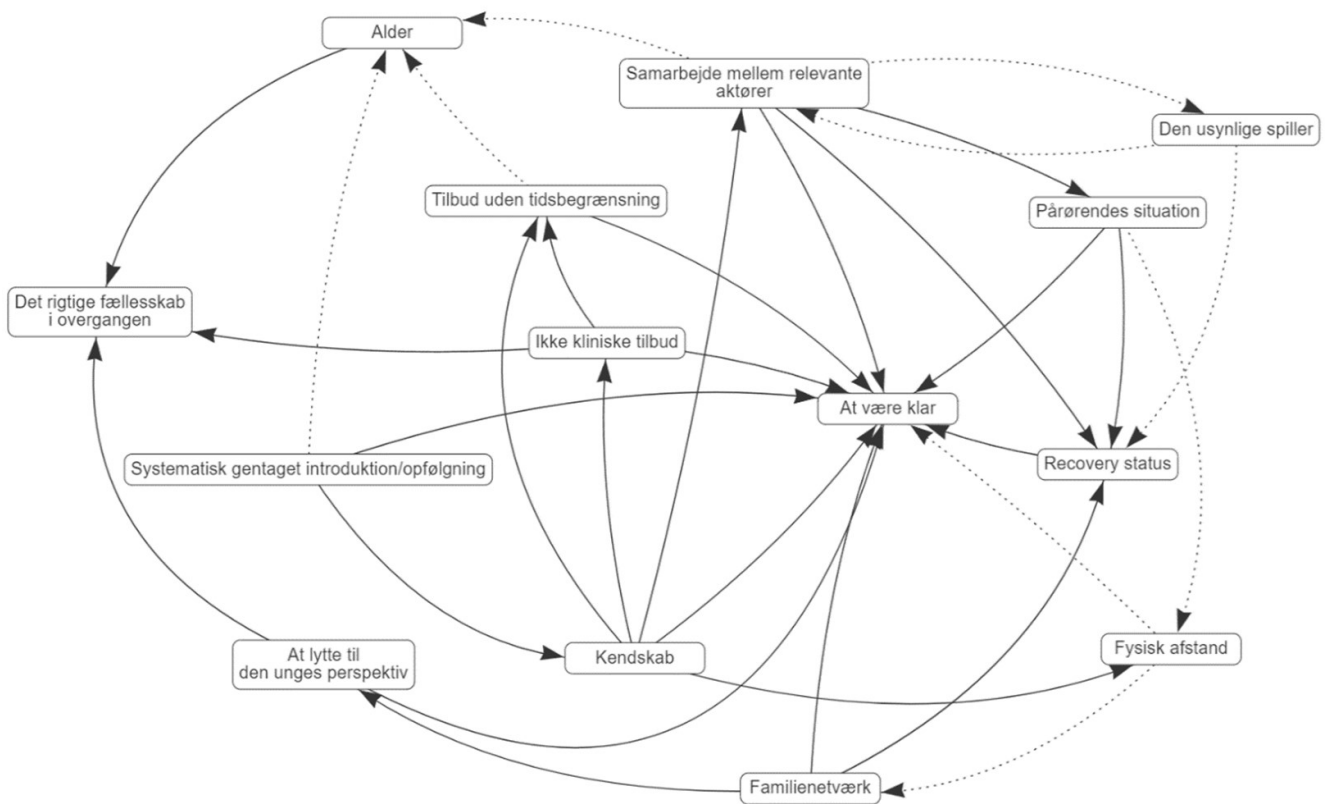 Alder
Samarbejde mellem relevante
aktører
Den usynlige spiller
Tilbud uden tidsbegrænsning
Pårørendes situation
Det rigtige fællesskab
i overgangen
Ikke kliniske tilbud
At være klar
Systematisk gentaget introduktion/opfølgning
Recovery status
At lytte til
den unges perspektiv
Kendskab
Fysisk afstand
Familienetværk